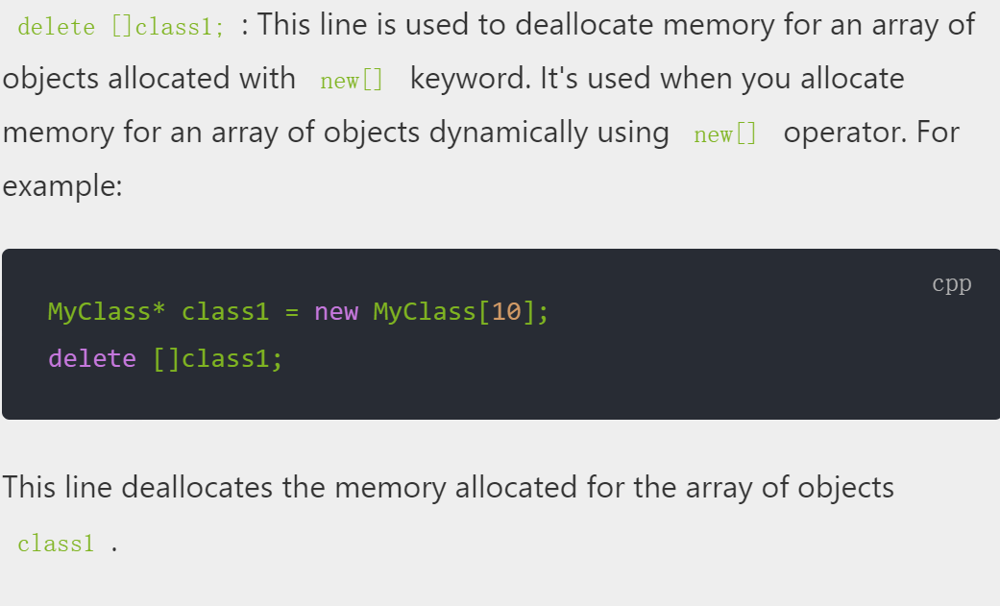 delete []class1; : This line is used to deallocate memory for an array of
objects allocated with new[] keyword. It's used when you allocate
memory for an array of objects dynamically using new[] operator. For
example:
cpp
MyClass* class1 = new MyClass[10];
delete []class1;
This line deallocates the memory allocated for the array of objects
class1 .